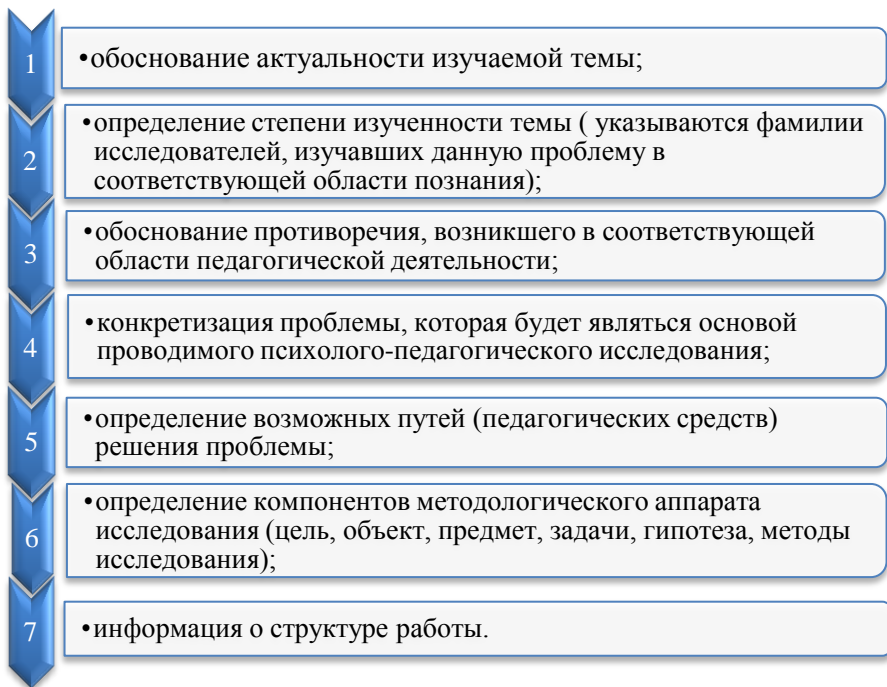 1
•обоснование актуальности изучаемой темы;
2
•определение степени изученности темы ( указываются фамилии
исследователей, изучавших данную проблему в
соответствующей области познания);
3
•обоснование противоречия, возникшего в соответствующей
области педагогической деятельности;
4
•конкретизация проблемы, которая будет являться основой
проводимого психолого-педагогического исследования;
5
•определение возможных путей (педагогических средств)
решения проблемы;
6
•определение компонентов методологического аппарата
исследования (цель, объект, предмет, задачи, гипотеза, методы
исследования);
7
•информация о структуре работы.